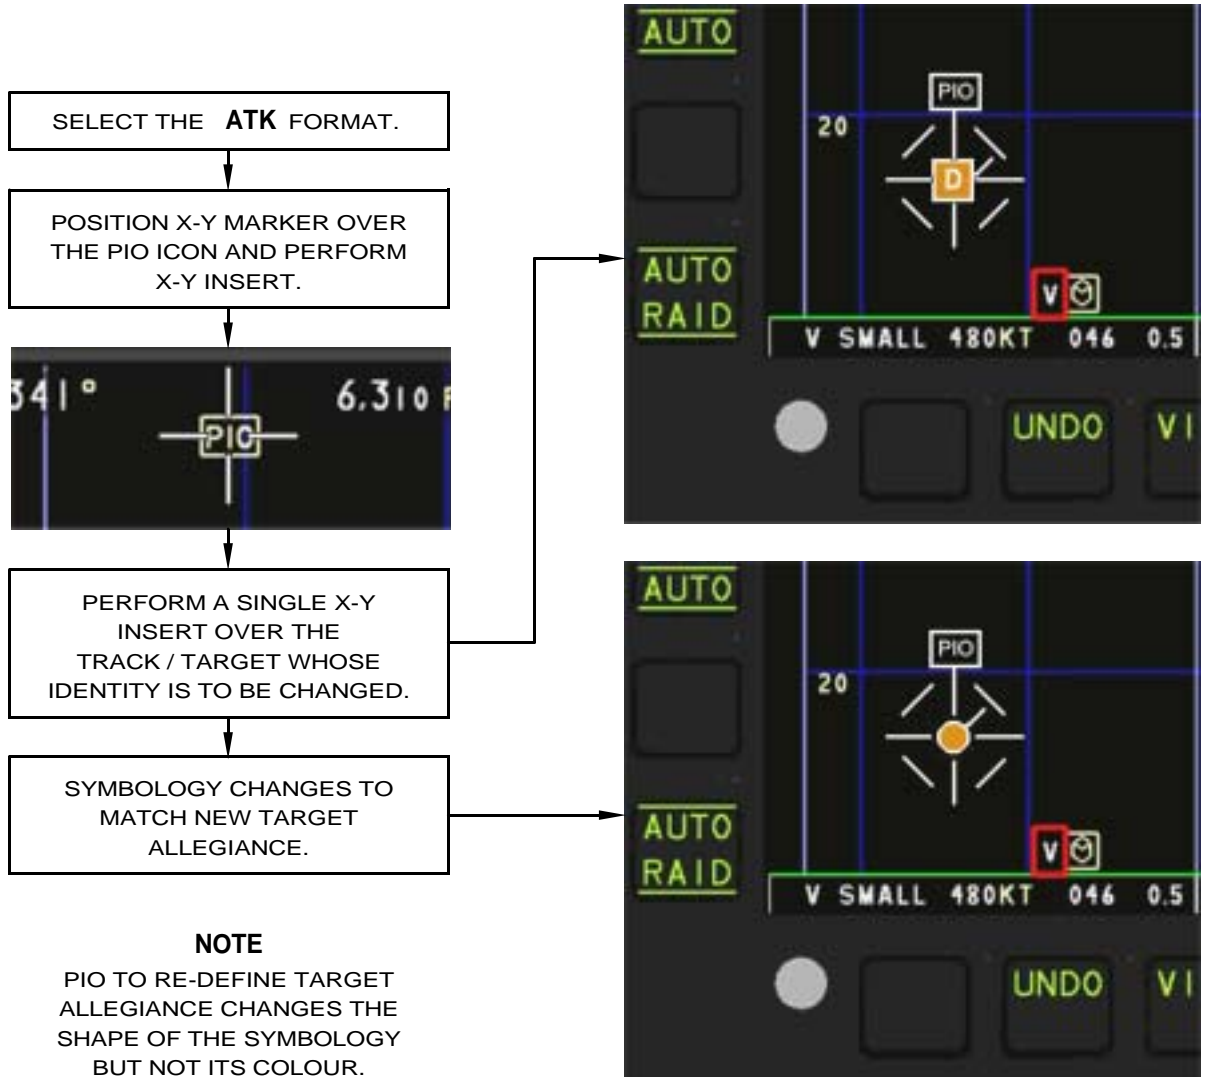 SELECT THE ATK FORMAT.
POSITION X-Y MARKER OVER
THE PIO ICON AND PERFORM
X-Y INSERT.
341°
6.310
PIO
PERFORM A SINGLE X-Y
INSERT OVER THE
TRACK / TARGET WHOSE
IDENTITY IS TO BE CHANGED.
SYMBOLOGY CHANGES TO
MATCH NEW TARGET
ALLEGIANCE.
NOTE
PIO TO RE-DEFINE TARGET
ALLEGIANCE CHANGES THE
SHAPE OF THE SYMBOLOGY
BUT NOT ITS COLOUR.
AUTO
PIO
20
D
AUTO
RAID
V
V SMALL 480KT 046 0.5
UNDO
VI
AUTO
PIO
20
AUTO
RAID
V
V SMALL 480KT 046 0.5
UNDO
VI